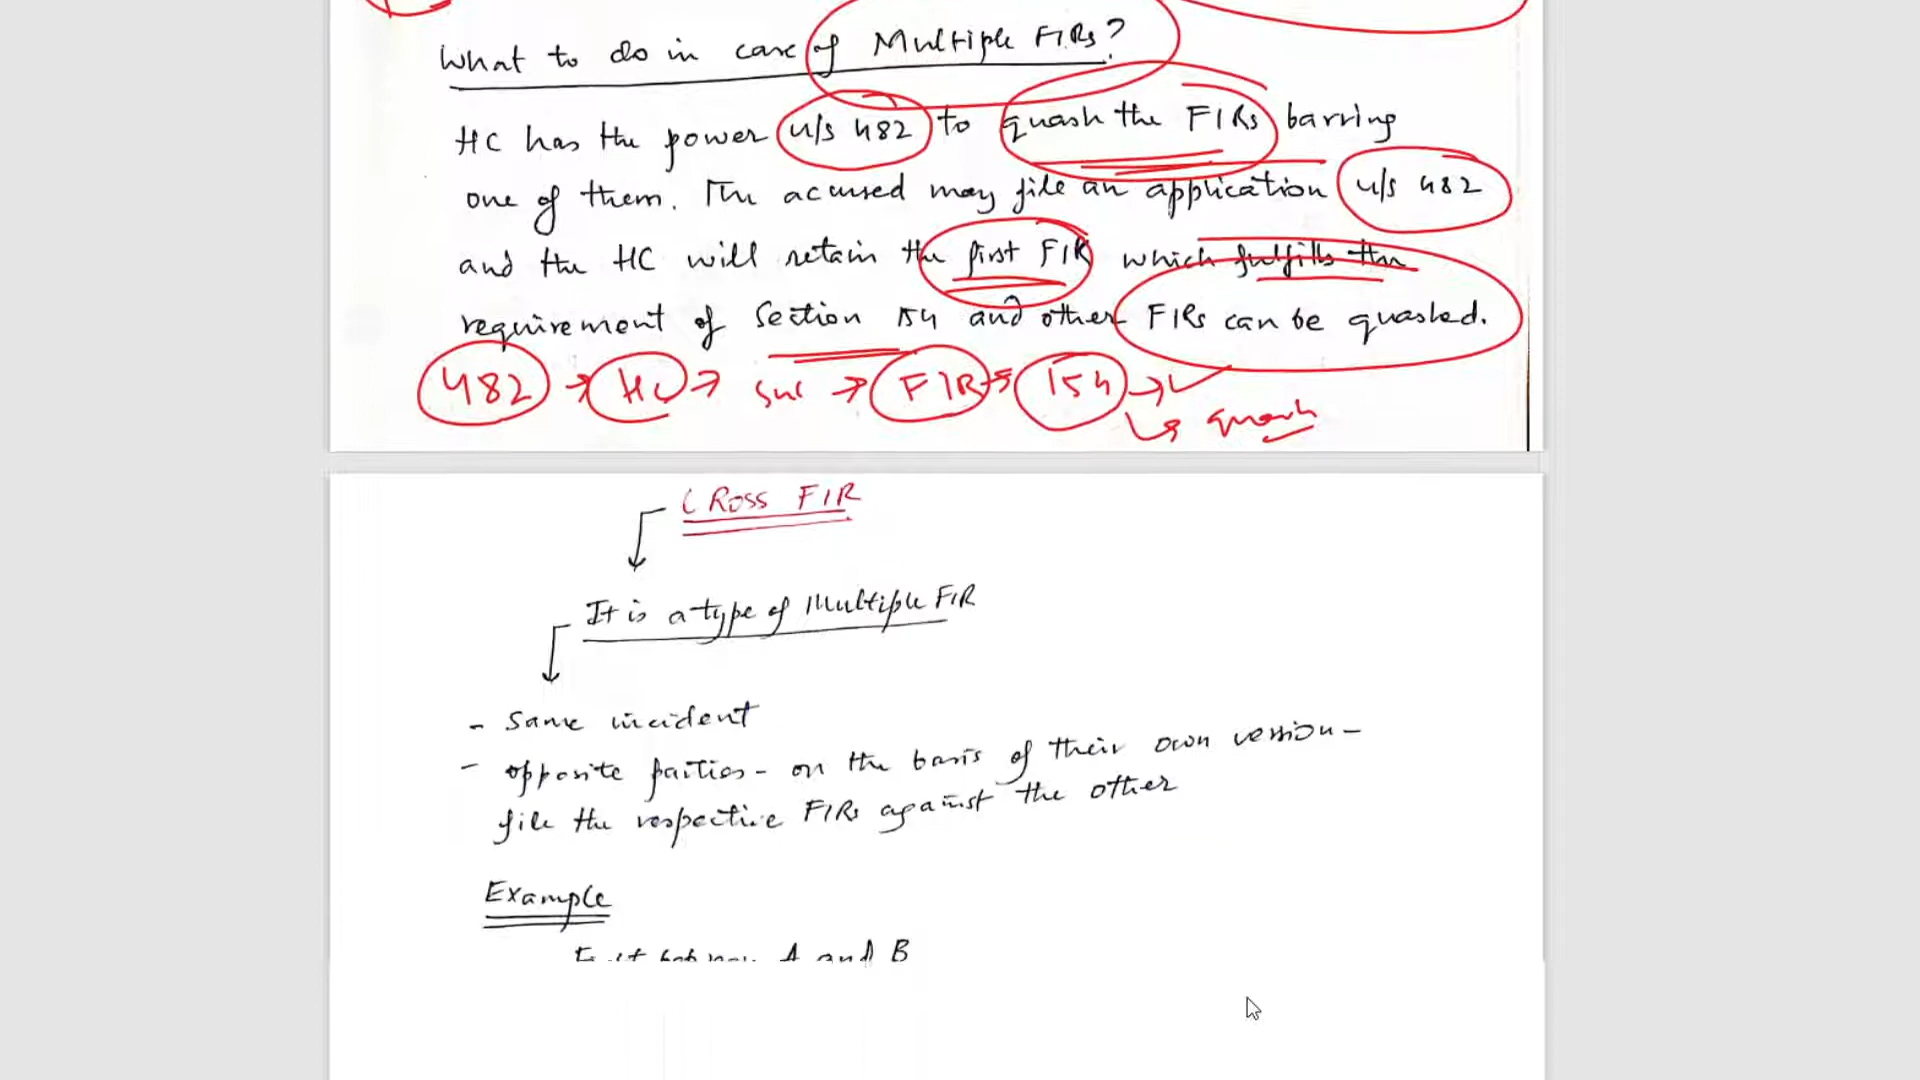 What to do in case of Multiple FIRs?
HC has the power u/s 482 to quash the FIRs barring
one of them. The accused may file an application u/s 482
and the HC will retain the first FIR which fulfills the
requirement of Section 154 and other FIRs can be quashed.
482 → HC → → FIR → 154 →
↳ quash
CROSS FIR
It is a type of Multiple FIR
- Same incident
- opposite parties - on the basis of their own version -
file the respective FIRs against the other
Example
A and B